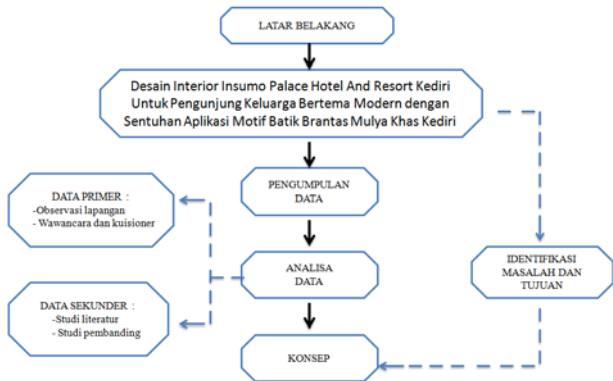 LATAR BELAKANG
Desain Interior Insumo Palace Hotel And Resort Kediri
Untuk Pengunjung Keluarga Bertema Modern dengan
Sentuhan Aplikasi Motif Batik Brantas Mulya Khas Kediri
PENGUMPULAN
DATA
DATA PRIMER :
-Observasi lapangan
- Wawancara dan kuisioner
ANALISA
DATA
IDENTIFIKASI
MASALAH DAN
TUJUAN
DATA SEKUNDER :
-Studi literatur
- Studi pembanding
KONSEP